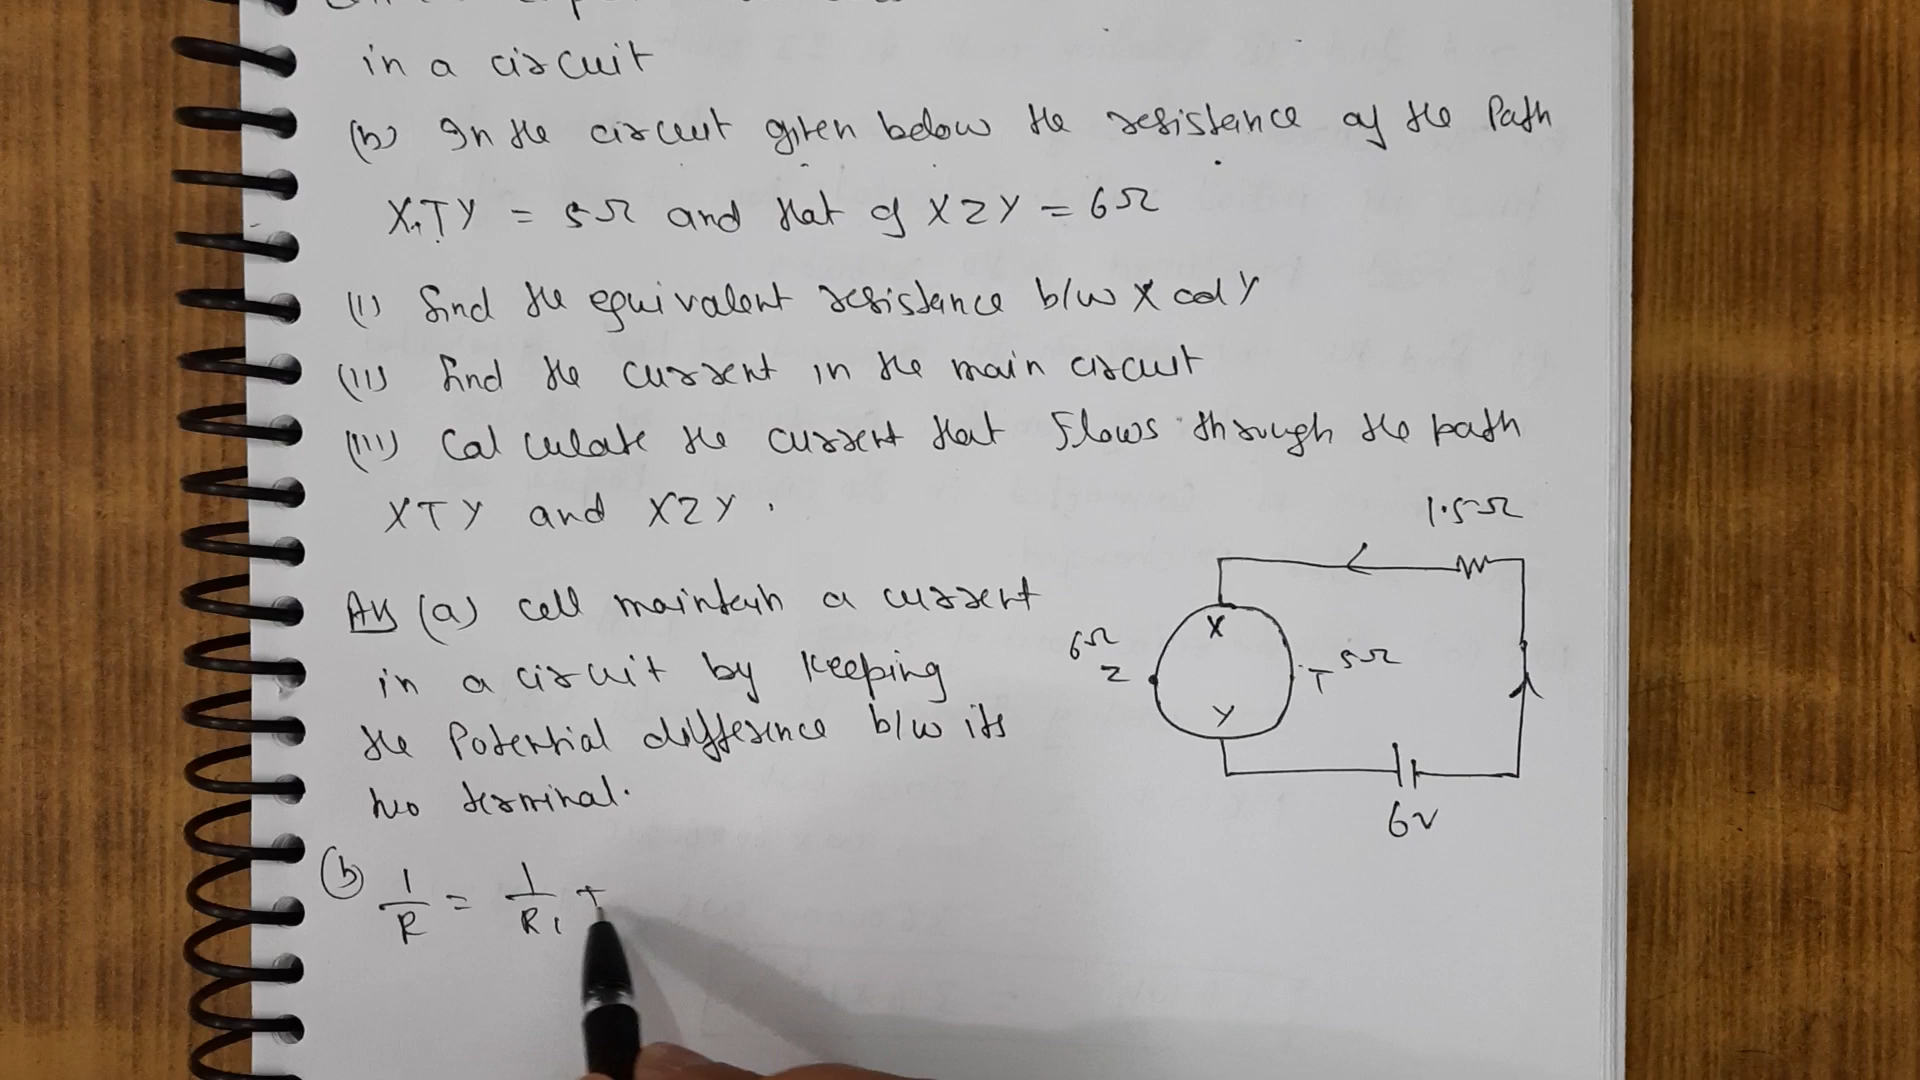 in a circuit
(b) In the circuit given below the resistance of the Path
XTY = 5Ω and that of XZY = 6Ω
(i) find the equivalent resistance b/w X and Y
(ii) find the current in the main circuit
(iii) Calculate the current that flows through the path
XTY and XZY.
1.5Ω
Ans (a) cell maintain a current
in a circuit by keeping
the Potential difference b/w its
two terminal.
X
6Ω
Z
T 5Ω
Y
6V
(b) 1/R = 1/R1 +